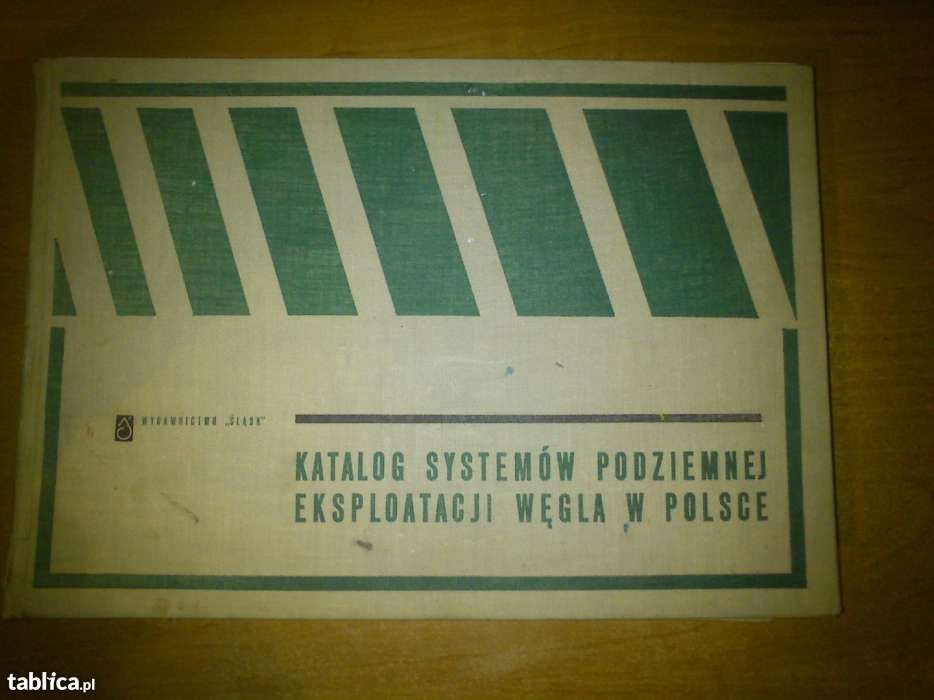 WYDAWNICTWO „ŚLĄSK"
KATALOG SYSTEMÓW PODZIEMNEJ
EKSPLOATACJI WĘGLA W POLSCE
tablica.pl